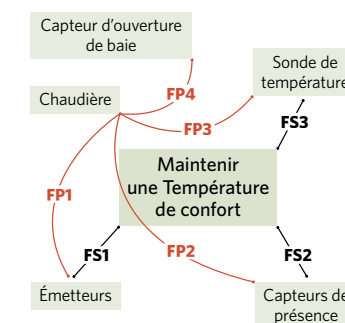 Capteur d'ouverture
de baie
Sonde de
température
Chaudière
FP4
FP3
FS3
Maintenir
une Température
de confort
FP1
FS1
FP2
FS2
Émetteurs
Capteurs de
présence